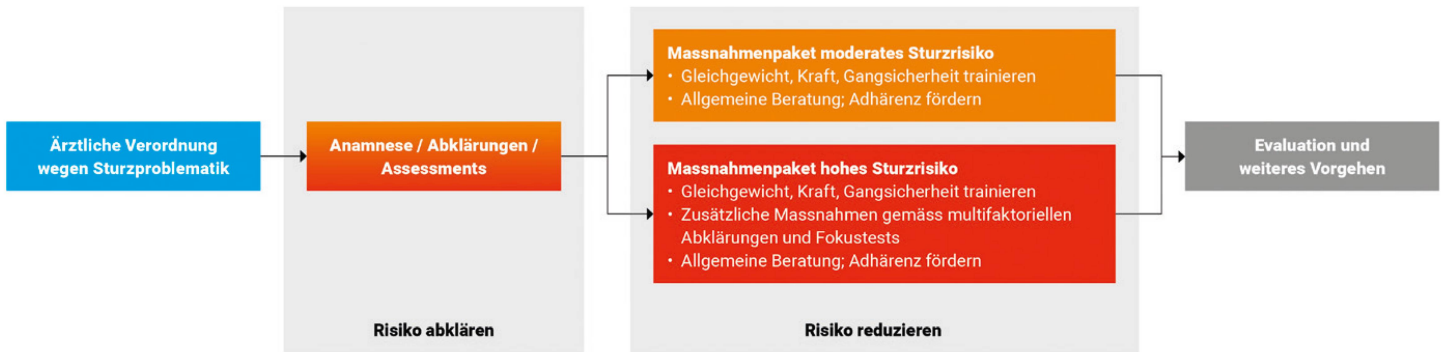 Ärztliche Verordnung
wegen Sturzproblematik
Anamnese / Abklärungen /
Assessments
Risiko abklären
Massnahmenpaket moderates Sturzrisiko
• Gleichgewicht, Kraft, Gangsicherheit trainieren
• Allgemeine Beratung; Adhärenz fördern
Massnahmenpaket hohes Sturzrisiko
• Gleichgewicht, Kraft, Gangsicherheit trainieren
• Zusätzliche Massnahmen gemäss multifaktoriellen
Abklärungen und Fokustests
• Allgemeine Beratung; Adhärenz fördern
Risiko reduzieren
Evaluation und
weiteres Vorgehen